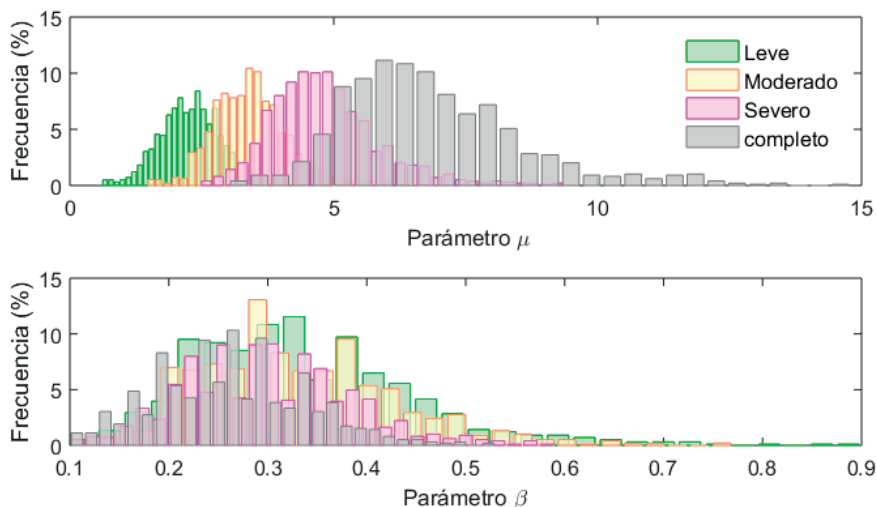 15
10
5
0
Frecuencia (%)
Leve
Moderado
Severo
completo
0 5 10 15
Parámetro μ
15
10
5
0
Frecuencia (%)
0.1 0.2 0.3 0.4 0.5 0.6 0.7 0.8 0.9
Parámetro β